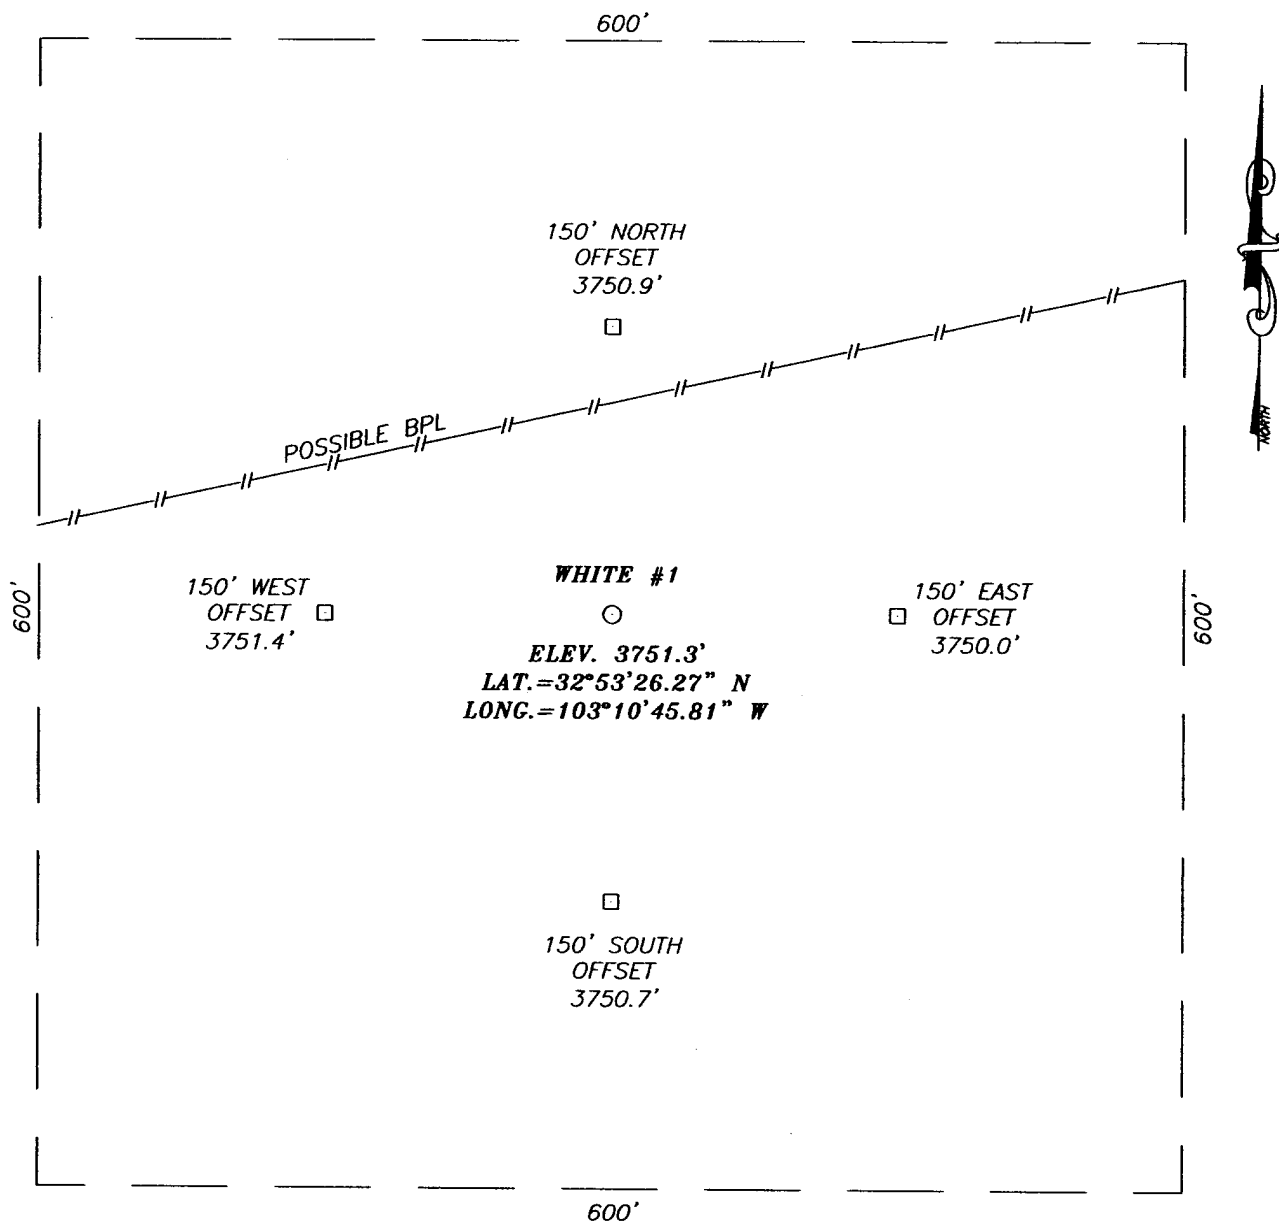 600'
150' NORTH
OFFSET
3750.9'
NORTH
POSSIBLE BPL
600'
150' WEST
OFFSET
3751.4'
WHITE #1
ELEV. 3751.3'
LAT.=32°53'26.27" N
LONG.=103°10'45.81" W
150' EAST
OFFSET
3750.0'
600'
150' SOUTH
OFFSET
3750.7'
600'